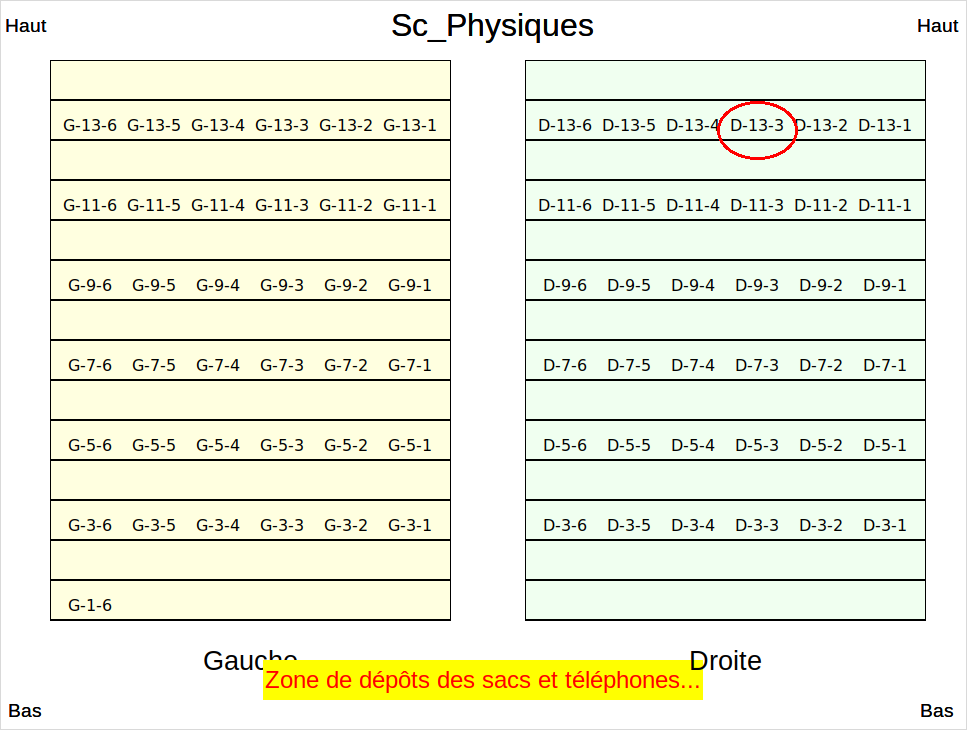 Haut Sc_Physiques Haut
G-13-6 G-13-5 G-13-4 G-13-3 G-13-2 G-13-1 D-13-6 D-13-5 D-13-4 D-13-3 D-13-2 D-13-1
G-11-6 G-11-5 G-11-4 G-11-3 G-11-2 G-11-1 D-11-6 D-11-5 D-11-4 D-11-3 D-11-2 D-11-1
G-9-6 G-9-5 G-9-4 G-9-3 G-9-2 G-9-1 D-9-6 D-9-5 D-9-4 D-9-3 D-9-2 D-9-1
G-7-6 G-7-5 G-7-4 G-7-3 G-7-2 G-7-1 D-7-6 D-7-5 D-7-4 D-7-3 D-7-2 D-7-1
G-5-6 G-5-5 G-5-4 G-5-3 G-5-2 G-5-1 D-5-6 D-5-5 D-5-4 D-5-3 D-5-2 D-5-1
G-3-6 G-3-5 G-3-4 G-3-3 G-3-2 G-3-1 D-3-6 D-3-5 D-3-4 D-3-3 D-3-2 D-3-1
G-1-6
Gauche Droite
Zone de dépôts des sacs et téléphones...
Bas Bas